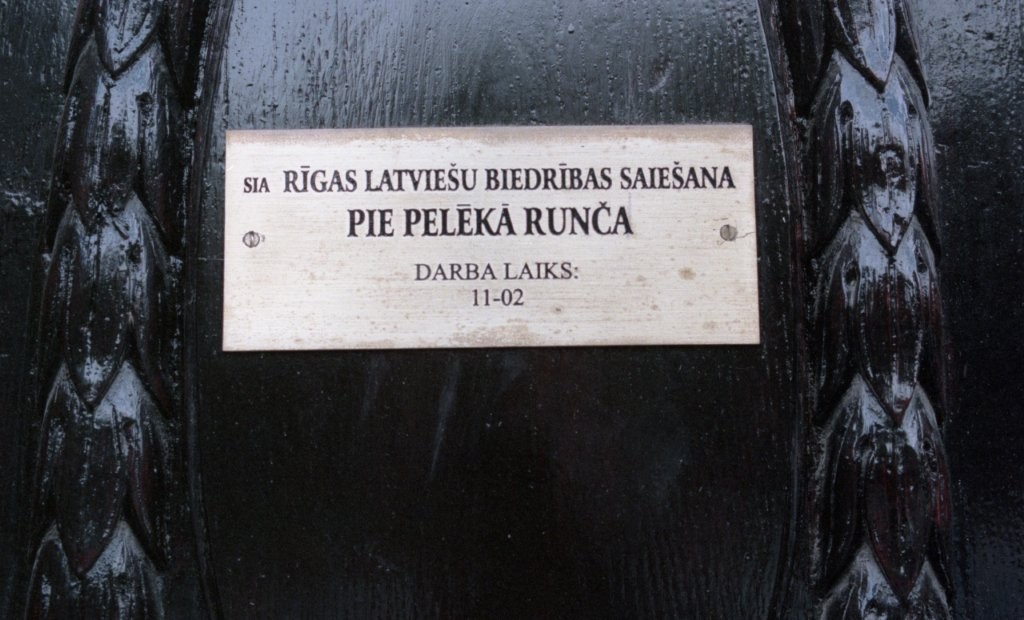 SIA RĪGAS LATVIEŠU BIEDRĪBAS SAIEŠANA
PIE PELĒKĀ RUNČA
DARBA LAIKS:
11-02